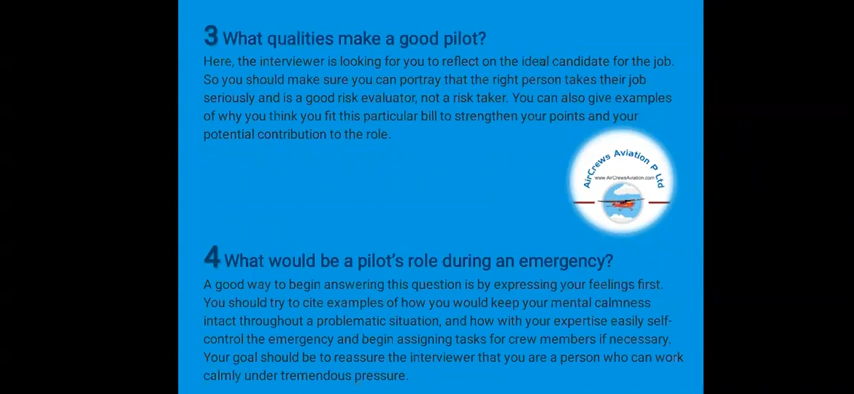 3 What qualities make a good pilot?
Here, the interviewer is looking for you to reflect on the ideal candidate for the job.
So you should make sure you can portray that the right person takes their job
seriously and is a good risk evaluator, not a risk taker. You can also give examples
of why you think you fit this particular bill to strengthen your points and your
potential contribution to the role.
AirCrews Aviation P Ltd
www.AirCrewsAviation.com
4 What would be a pilot's role during an emergency?
A good way to begin answering this question is by expressing your feelings first.
You should try to cite examples of how you would keep your mental calmness
intact throughout a problematic situation, and how with your expertise easily self-
control the emergency and begin assigning tasks for crew members if necessary.
Your goal should be to reassure the interviewer that you are a person who can work
calmly under tremendous pressure.